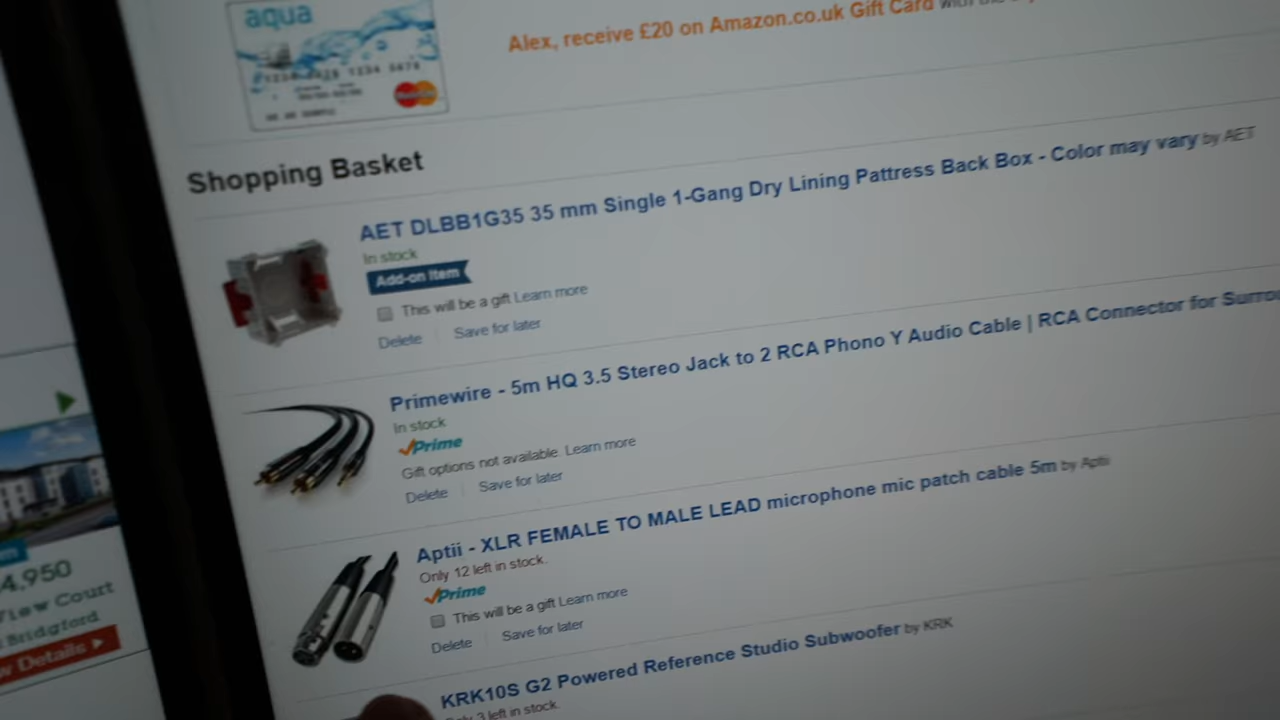 aqua
Alex, receive £20 on Amazon.co.uk Gift Card
Shopping Basket
AET DLBB1G35 35 mm Single 1-Gang Dry Lining Pattress Back Box - Color may vary by AET
In stock
Add-on Item
This will be a gift Learn more
Delete
Save for later
Primewire - 5m HQ 3.5 Stereo Jack to 2 RCA Phono Y Audio Cable | RCA Connector for Surro
In stock
Prime
Gift options not available. Learn more
Delete
Save for later
Aptii - XLR FEMALE TO MALE LEAD microphone mic patch cable 5m by Aptii
Only 12 left in stock.
Prime
This will be a gift Learn more
Delete
Save for later
KRK10S G2 Powered Reference Studio Subwoofer by KRK
Only 3 left in stock.
4,950
View Court
Bridgford
w Details